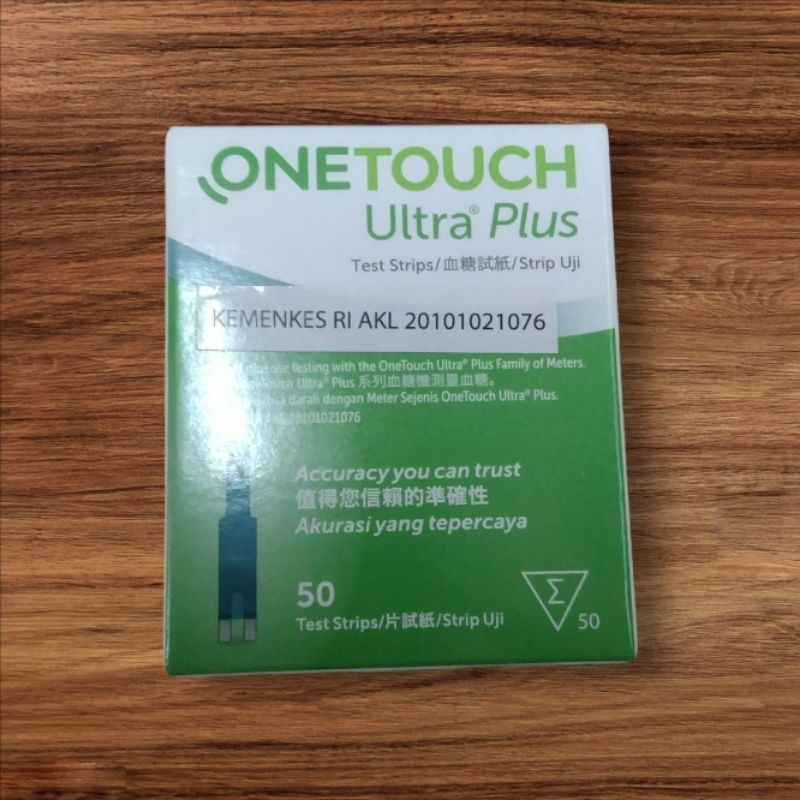 ONETOUCH
Ultra® Plus
Test Strips/血糖試紙/Strip Uji
KEMENKES RI AKL 20101021076
testing with the OneTouch Ultra® Plus Family of Meters.
Ultra® Plus 系列血糖機測量血糖。
darah dengan Meter Sejenis OneTouch Ultra® Plus.
20101021076
Accuracy you can trust
值得您信賴的準確性
Akurasi yang tepercaya
50
Test Strips/片試紙/Strip Uji
Σ
50